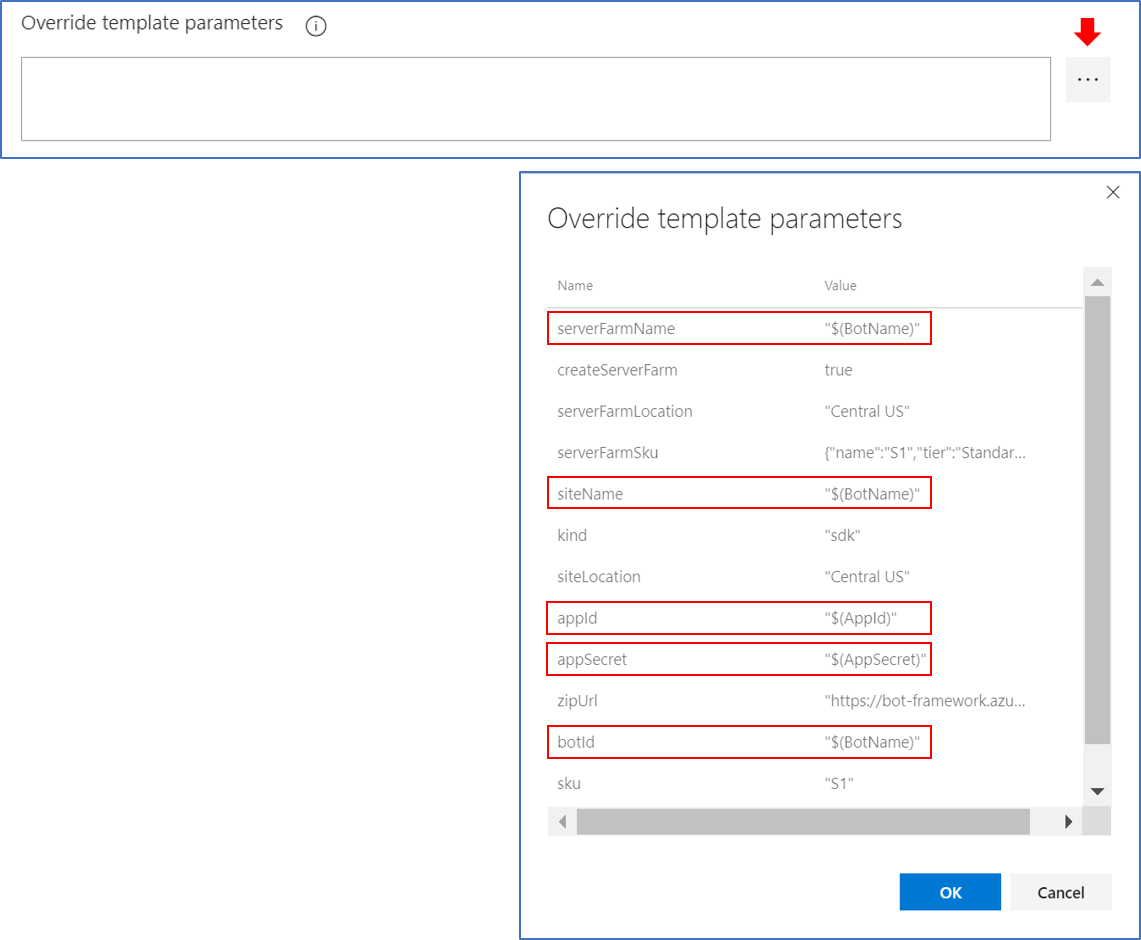 Override template parameters
...
Override template parameters
Name Value
serverFarmName "$(BotName)"
createServerFarm true
serverFarmLocation "Central US"
serverFarmSku {"name":"S1","tier":"Standar...
siteName "$(BotName)"
kind "sdk"
siteLocation "Central US"
appId "$(AppId)"
appSecret "$(AppSecret)"
zipUrl "https://bot-framework.azu...
botId "$(BotName)"
sku "S1"
OK Cancel